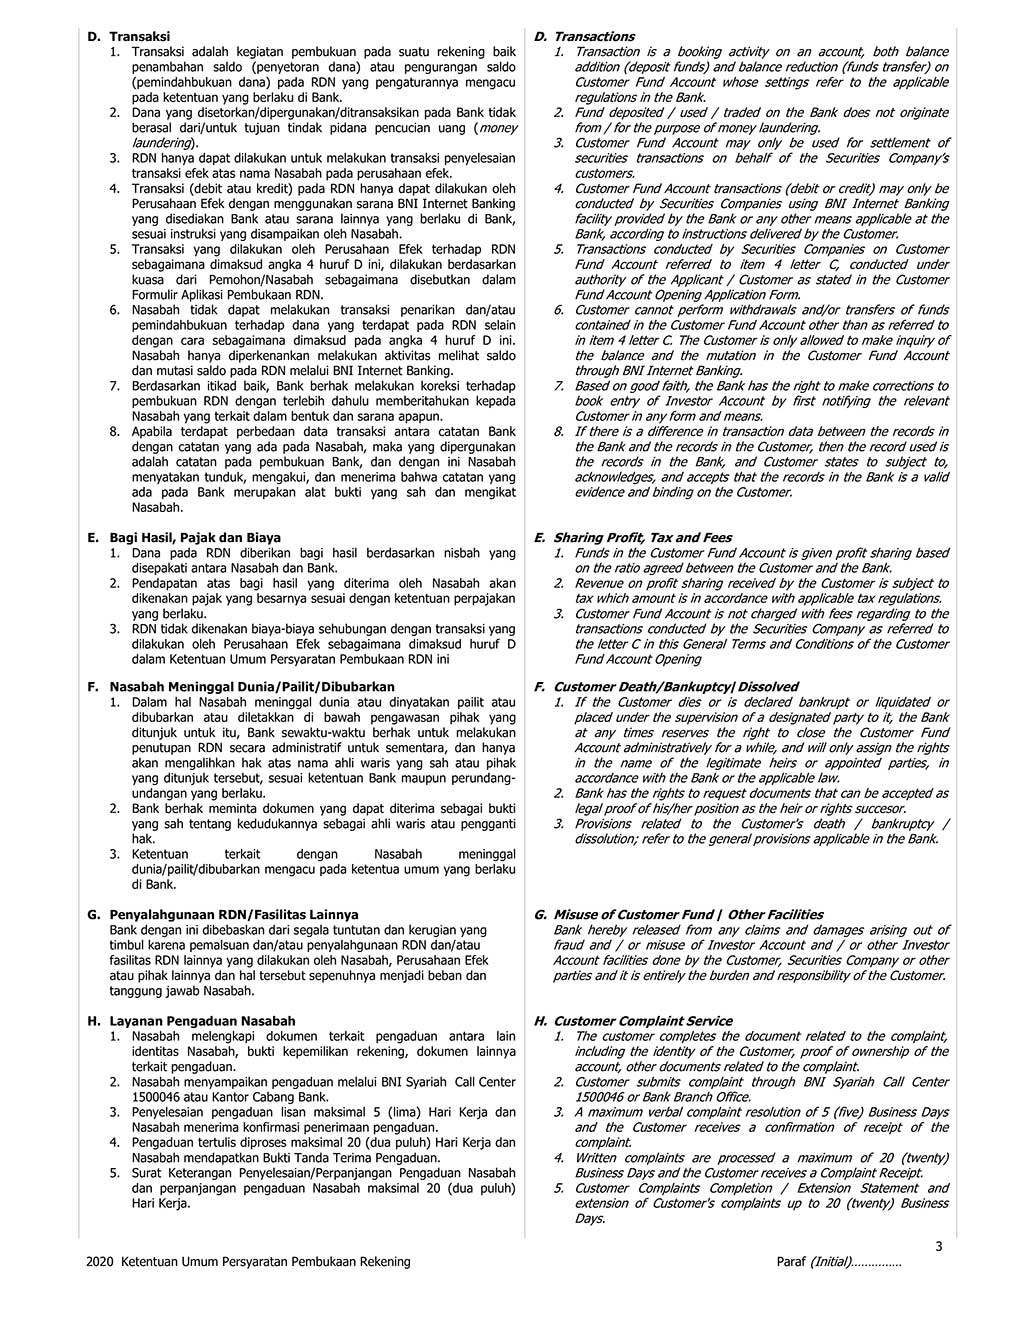 D. Transaksi
1. Transaksi adalah kegiatan pembukuan pada suatu rekening baik
penambahan saldo (penyetoran dana) atau pengurangan saldo
(pemindahbukuan dana) pada RDN yang pengaturannya mengacu
pada ketentuan yang berlaku di Bank.
2. Dana yang disetorkan/dipergunakan/ditransaksikan pada Bank tidak
berasal dari/untuk tujuan tindak pidana pencucian uang (money
laundering).
3. RDN hanya dapat dilakukan untuk melakukan transaksi penyelesaian
transaksi efek atas nama Nasabah pada perusahaan efek.
4. Transaksi (debit atau kredit) pada RDN hanya dapat dilakukan oleh
Perusahaan Efek dengan menggunakan sarana BNI Internet Banking
yang disediakan Bank atau sarana lainnya yang berlaku di Bank,
sesuai instruksi yang disampaikan oleh Nasabah.
5. Transaksi yang dilakukan oleh Perusahaan Efek terhadap RDN
sebagaimana dimaksud angka 4 huruf D ini, dilakukan berdasarkan
kuasa dari Pemohon/Nasabah sebagaimana disebutkan dalam
Formulir Aplikasi Pembukaan RDN.
6. Nasabah tidak dapat melakukan transaksi penarikan dan/atau
pemindahbukuan terhadap dana yang terdapat pada RDN selain
dengan cara sebagaimana dimaksud pada angka 4 huruf D ini.
Nasabah hanya diperkenankan melakukan aktivitas melihat saldo
dan mutasi saldo pada RDN melalui BNI Internet Banking.
7. Berdasarkan itikad baik, Bank berhak melakukan koreksi terhadap
pembukuan RDN dengan terlebih dahulu memberitahukan kepada
Nasabah yang terkait dalam bentuk dan sarana apapun.
8. Apabila terdapat perbedaan data transaksi antara catatan Bank
dengan catatan yang ada pada Nasabah, maka yang dipergunakan
adalah catatan pada pembukuan Bank, dan dengan ini Nasabah
menyatakan tunduk, mengakui, dan menerima bahwa catatan yang
ada pada Bank merupakan alat bukti yang sah dan mengikat
Nasabah.
E. Bagi Hasil, Pajak dan Biaya
1. Dana pada RDN diberikan bagi hasil berdasarkan nisbah yang
disepakati antara Nasabah dan Bank.
2. Pendapatan atas bagi hasil yang diterima oleh Nasabah akan
dikenakan pajak yang besarnya sesuai dengan ketentuan perpajakan
yang berlaku.
3. RDN tidak dikenakan biaya-biaya sehubungan dengan transaksi yang
dilakukan oleh Perusahaan Efek sebagaimana dimaksud huruf D
dalam Ketentuan Umum Persyaratan Pembukaan RDN ini
F. Nasabah Meninggal Dunia/Pailit/Dibubarkan
1. Dalam hal Nasabah meninggal dunia atau dinyatakan pailit atau
dibubarkan atau diletakkan di bawah pengawasan pihak yang
ditunjuk untuk itu, Bank sewaktu-waktu berhak untuk melakukan
penutupan RDN secara administratif untuk sementara, dan hanya
akan mengalihkan hak atas nama ahli waris yang sah atau pihak
yang ditunjuk tersebut, sesuai ketentuan Bank maupun perundang-
undangan yang berlaku.
2. Bank berhak meminta dokumen yang dapat diterima sebagai bukti
yang sah tentang kedudukannya sebagai ahli waris atau pengganti
hak.
3. Ketentuan terkait dengan Nasabah meninggal
dunia/pailit/dibubarkan mengacu pada ketentua umum yang berlaku
di Bank.
G. Penyalahgunaan RDN/Fasilitas Lainnya
Bank dengan ini dibebaskan dari segala tuntutan dan kerugian yang
timbul karena pemalsuan dan/atau penyalahgunaan RDN dan/atau
fasilitas RDN lainnya yang dilakukan oleh Nasabah, Perusahaan Efek
atau pihak lainnya dan hal tersebut sepenuhnya menjadi beban dan
tanggung jawab Nasabah.
H. Layanan Pengaduan Nasabah
1. Nasabah melengkapi dokumen terkait pengaduan antara lain
identitas Nasabah, bukti kepemilikan rekening, dokumen lainnya
terkait pengaduan.
2. Nasabah menyampaikan pengaduan melalui BNI Syariah Call Center
1500046 atau Kantor Cabang Bank.
3. Penyelesaian pengaduan lisan maksimal 5 (lima) Hari Kerja dan
Nasabah menerima konfirmasi penerimaan pengaduan.
4. Pengaduan tertulis diproses maksimal 20 (dua puluh) Hari Kerja dan
Nasabah mendapatkan Bukti Tanda Terima Pengaduan.
5. Surat Keterangan Penyelesaian/Perpanjangan Pengaduan Nasabah
dan perpanjangan pengaduan Nasabah maksimal 20 (dua puluh)
Hari Kerja.
D. Transactions
1. Transaction is a booking activity on an account, both balance
addition (deposit funds) and balance reduction (funds transfer) on
Customer Fund Account whose settings refer to the applicable
regulations in the Bank.
2. Fund deposited / used / traded on the Bank does not originate
from / for the purpose of money laundering.
3. Customer Fund Account may only be used for settlement of
securities transactions on behalf of the Securities Company's
customers.
4. Customer Fund Account transactions (debit or credit) may only be
conducted by Securities Companies using BNI Internet Banking
facility provided by the Bank or any other means applicable at the
Bank, according to instructions delivered by the Customer.
5. Transactions conducted by Securities Companies on Customer
Fund Account referred to item 4 letter C, conducted under
authority of the Applicant / Customer as stated in the Customer
Fund Account Opening Application Form.
6. Customer cannot perform withdrawals and/or transfers of funds
contained in the Customer Fund Account other than as referred to
in item 4 letter C. The Customer is only allowed to make inquiry of
the balance and the mutation in the Customer Fund Account
through BNI Internet Banking.
7. Based on good faith, the Bank has the right to make corrections to
book entry of Investor Account by first notifying the relevant
Customer in any form and means.
8. If there is a difference in transaction data between the records in
the Bank and the records in the Customer, then the record used is
the records in the Bank, and Customer states to subject to,
acknowledges, and accepts that the records in the Bank is a valid
evidence and binding on the Customer.
E. Sharing Profit, Tax and Fees
1. Funds in the Customer Fund Account is given profit sharing based
on the ratio agreed between the Customer and the Bank.
2. Revenue on profit sharing received by the Customer is subject to
tax which amount is in accordance with applicable tax regulations.
3. Customer Fund Account is not charged with fees regarding to the
transactions conducted by the Securities Company as referred to
the letter C in this General Terms and Conditions of the Customer
Fund Account Opening
F. Customer Death/Bankuptcy/Dissolved
1. If the Customer dies or is declared bankrupt or liquidated or
placed under the supervision of a designated party to it, the Bank
at any times reserves the right to close the Customer Fund
Account administratively for a while, and will only assign the rights
in the name of the legitimate heirs or appointed parties, in
accordance with the Bank or the applicable law.
2. Bank has the rights to request documents that can be accepted as
legal proof of his/her position as the heir or rights succesor.
3. Provisions related to the Customer's death / bankruptcy /
dissolution; refer to the general provisions applicable in the Bank.
G. Misuse of Customer Fund / Other Facilities
Bank hereby released from any claims and damages arising out of
fraud and / or misuse of Investor Account and / or other Investor
Account facilities done by the Customer, Securities Company or other
parties and it is entirely the burden and responsibility of the Customer.
H. Customer Complaint Service
1. The customer completes the document related to the complaint,
including the identity of the Customer, proof of ownership of the
account, other documents related to the complaint.
2. Customer submits complaint through BNI Syariah Call Center
1500046 or Bank Branch Office.
3. A maximum verbal complaint resolution of 5 (five) Business Days
and the Customer receives a confirmation of receipt of the
complaint.
4. Written complaints are processed a maximum of 20 (twenty)
Business Days and the Customer receives a Complaint Receipt.
5. Customer Complaints Completion / Extension Statement and
extension of Customer's complaints up to 20 (twenty) Business
Days.
3
2020 Ketentuan Umum Persyaratan Pembukaan Rekening
Paraf (Initial)...............